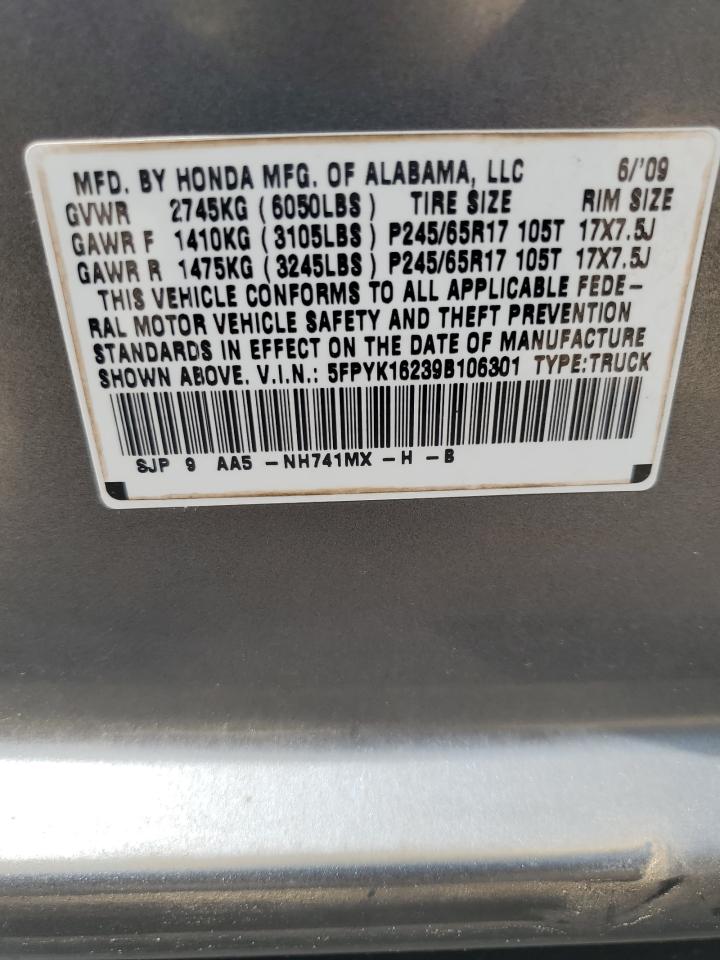 MFD. BY HONDA MFG. OF ALABAMA, LLC 6/'09
GVWR 2745KG (6050LBS) TIRE SIZE RIM SIZE
GAWR F 1410KG (3105LBS) P245/65R17 105T 17X7.5J
GAWR R 1475KG (3245LBS) P245/65R17 105T 17X7.5J
THIS VEHICLE CONFORMS TO ALL APPLICABLE FEDE-
RAL MOTOR VEHICLE SAFETY AND THEFT PREVENTION
STANDARDS IN EFFECT ON THE DATE OF MANUFACTURE
SHOWN ABOVE. V.I.N.: 5FPYK16239B106301 TYPE:TRUCK
SJP 9 AA5 -NH741MX -H -B